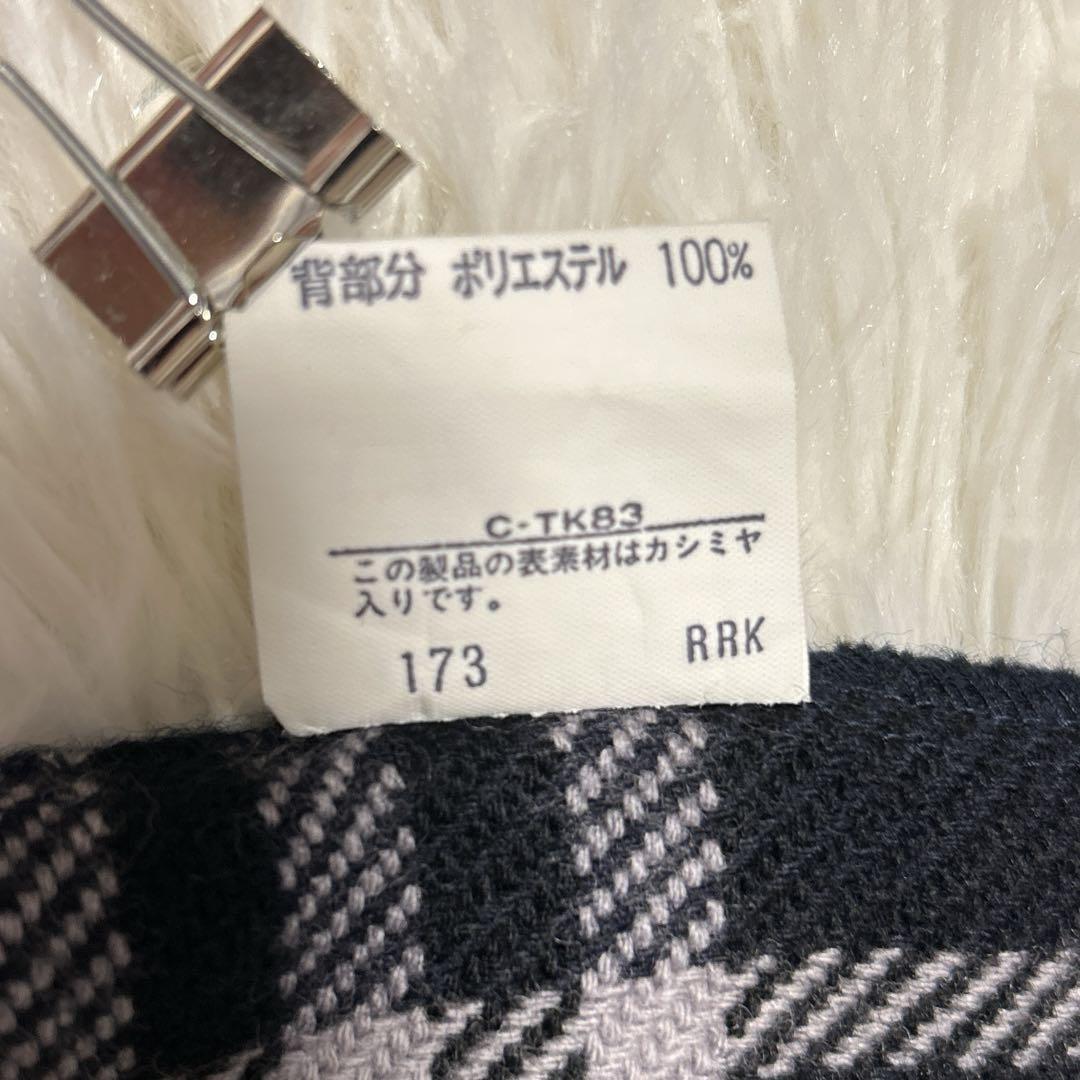 背部分 ポリエステル 100%
C-TK83
この製品の表素材はカシミヤ
入りです。
173 RRK